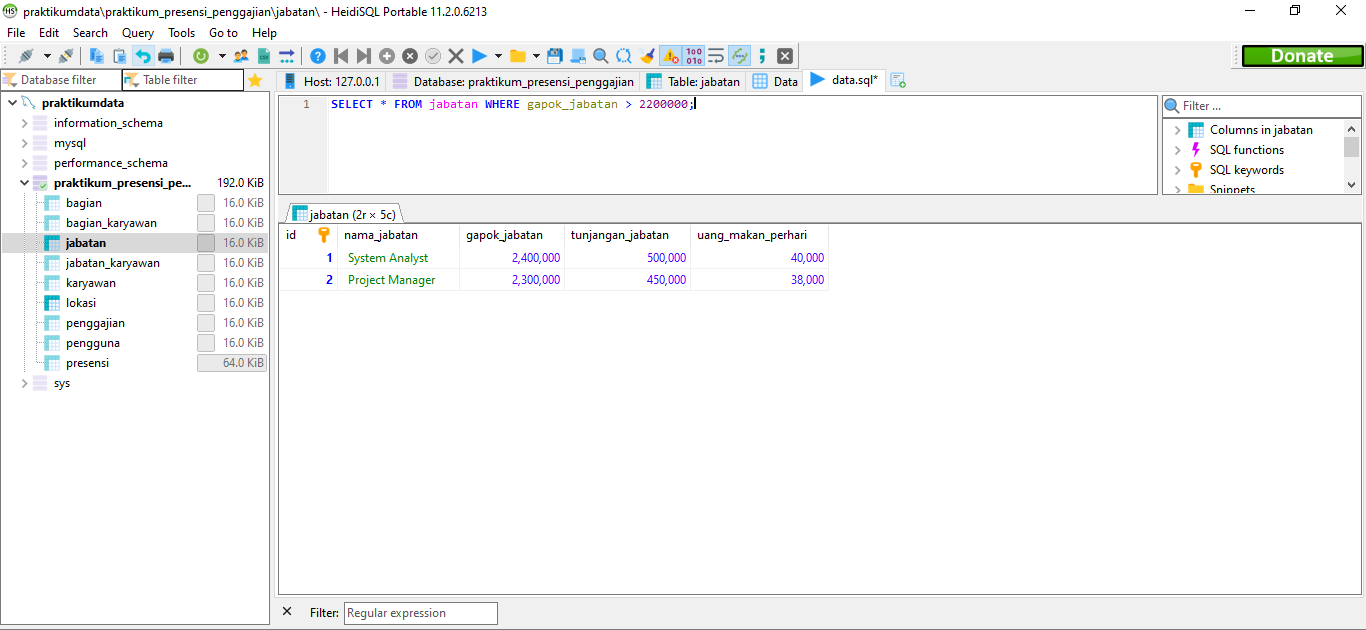 praktikumdata\praktikum_presensi_penggajian\jabatan\ - HeidiSQL Portable 11.2.0.6213
File Edit Search Query Tools Go to Help
Donate
Database filter Table filter
Host: 127.0.0.1 Database: praktikum_presensi_penggajian Table: jabatan Data data.sql*
praktikumdata
information_schema
mysql
performance_schema
praktikum_presensi_pe... 192.0 KiB
bagian 16.0 KiB
bagian_karyawan 16.0 KiB
jabatan 16.0 KiB
jabatan_karyawan 16.0 KiB
karyawan 16.0 KiB
lokasi 16.0 KiB
penggajian 16.0 KiB
pengguna 16.0 KiB
presensi 64.0 KiB
sys
1 SELECT * FROM jabatan WHERE gapok_jabatan > 2200000;
Filter ...
Columns in jabatan
SQL functions
SQL keywords
Snippets
jabatan (2r × 5c)
id nama_jabatan gapok_jabatan tunjangan_jabatan uang_makan_perhari
1 System Analyst 2,400,000 500,000 40,000
2 Project Manager 2,300,000 450,000 38,000
Filter: Regular expression